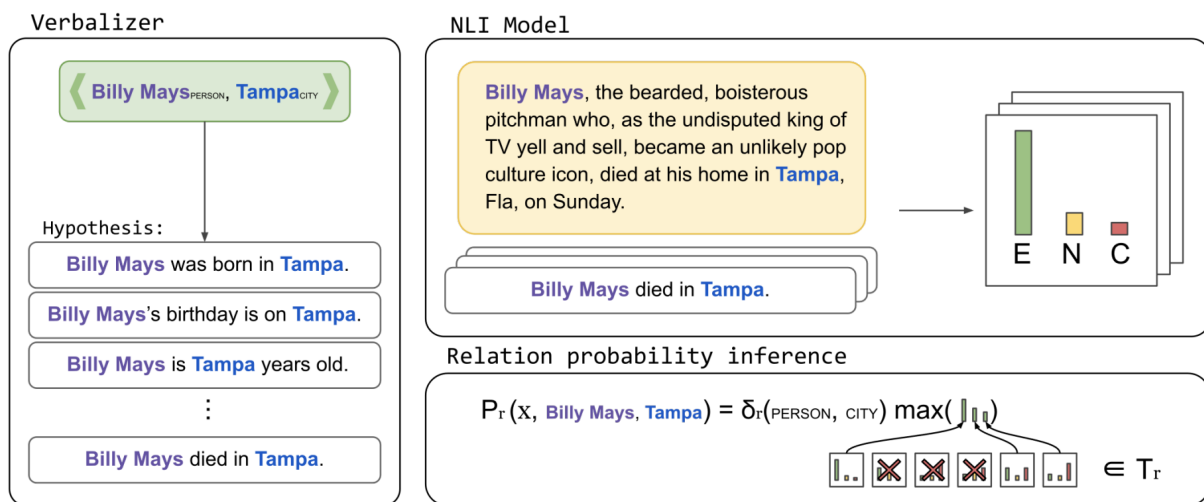 Verbalizer
❰ Billy Mays PERSON, Tampa CITY ❱
Hypothesis:
Billy Mays was born in Tampa.
Billy Mays's birthday is on Tampa.
Billy Mays is Tampa years old.
⋮
Billy Mays died in Tampa.
NLI Model
Billy Mays, the bearded, boisterous
pitchman who, as the undisputed king of
TV yell and sell, became an unlikely pop
culture icon, died at his home in Tampa,
Fla, on Sunday.
Billy Mays died in Tampa.
E N C
Relation probability inference
Pr(x, Billy Mays, Tampa) = δr(PERSON, CITY) max( )
∈ Tr